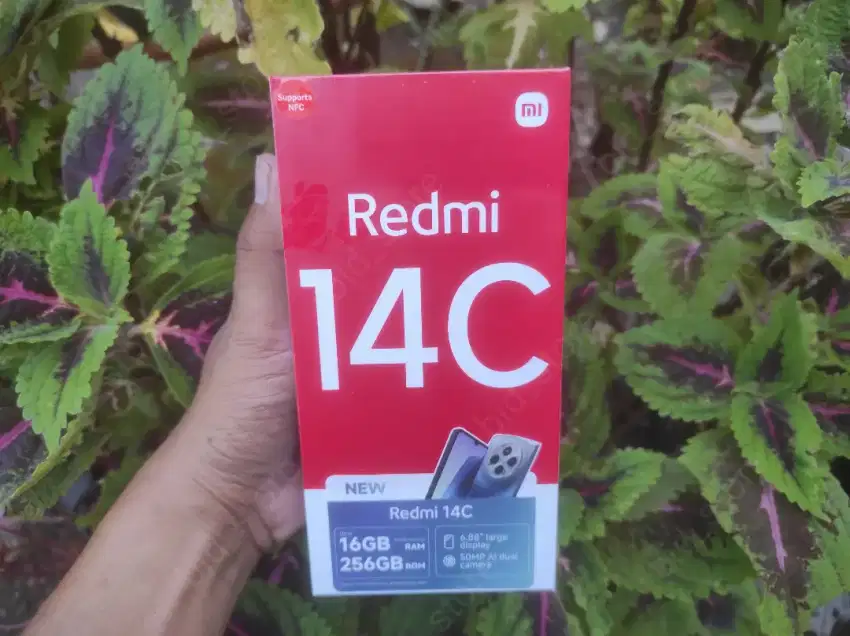 Supports
NFC
mi
Redmi
14C
NEW
Redmi 14C
16GB RAM
256GB ROM
6.88" large
display
50MP AI dual
camera